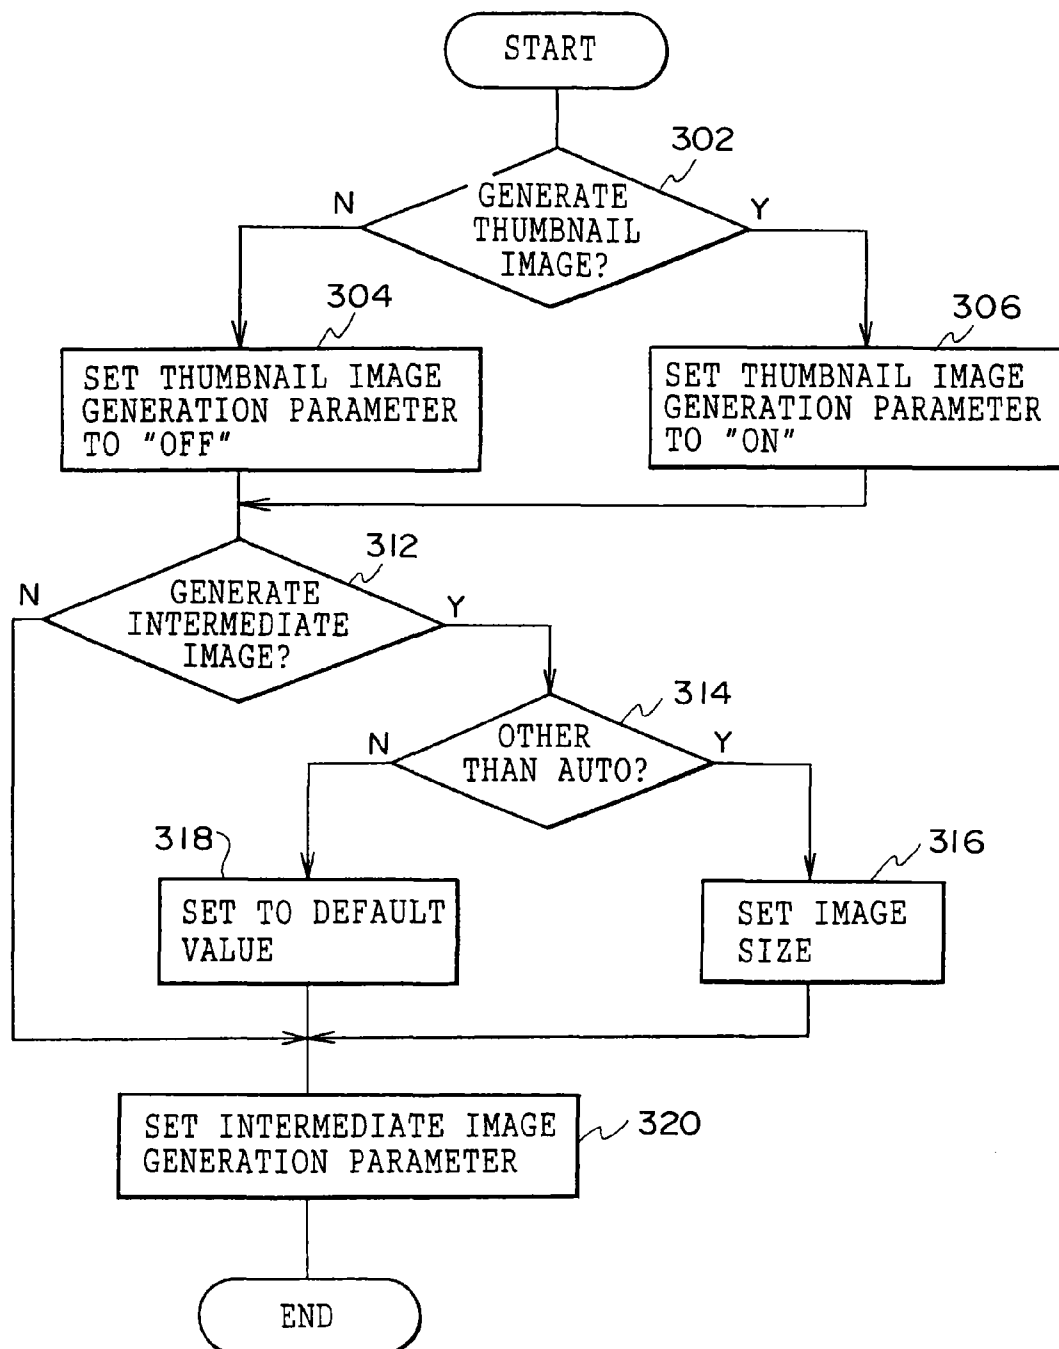 START
302
N
GENERATE
THUMBNAIL
IMAGE?
Y
304
306
SET THUMBNAIL IMAGE
GENERATION PARAMETER
TO "OFF"
SET THUMBNAIL IMAGE
GENERATION PARAMETER
TO "ON"
312
N
GENERATE
INTERMEDIATE
IMAGE?
Y
314
N
OTHER
THAN AUTO?
Y
318
316
SET TO DEFAULT
VALUE
SET IMAGE
SIZE
SET INTERMEDIATE IMAGE
GENERATION PARAMETER
320
END